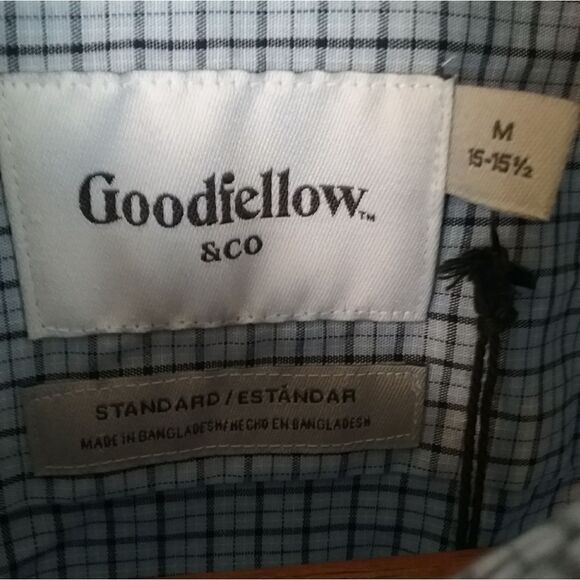 Goodfellow™
&CO
M
15-15½
STANDARD/ESTÁNDAR
MADE IN BANGLADESH/HECHO EN BANGLADESH